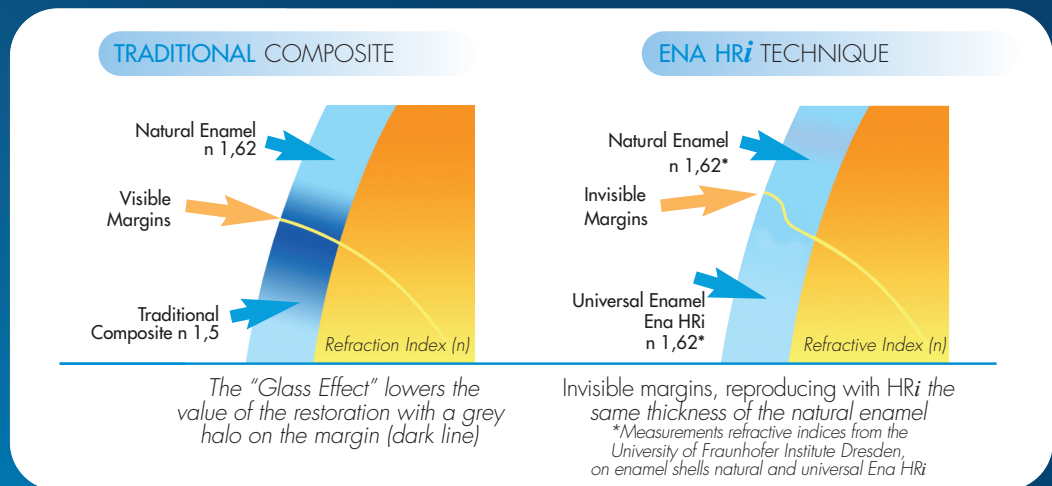 TRADITIONAL COMPOSITE
Natural Enamel
n 1,62
Visible
Margins
Traditional
Composite n 1,5
Refraction Index (n)
The “Glass Effect” lowers the
value of the restoration with a grey
halo on the margin (dark line)
ENA HRi TECHNIQUE
Natural Enamel
n 1,62*
Invisible
Margins
Universal Enamel
Ena HRi
n 1,62*
Refractive Index (n)
Invisible margins, reproducing with HRi the
same thickness of the natural enamel
*Measurements refractive indices from the
University of Fraunhofer Institute Dresden,
on enamel shells natural and universal Ena HRi